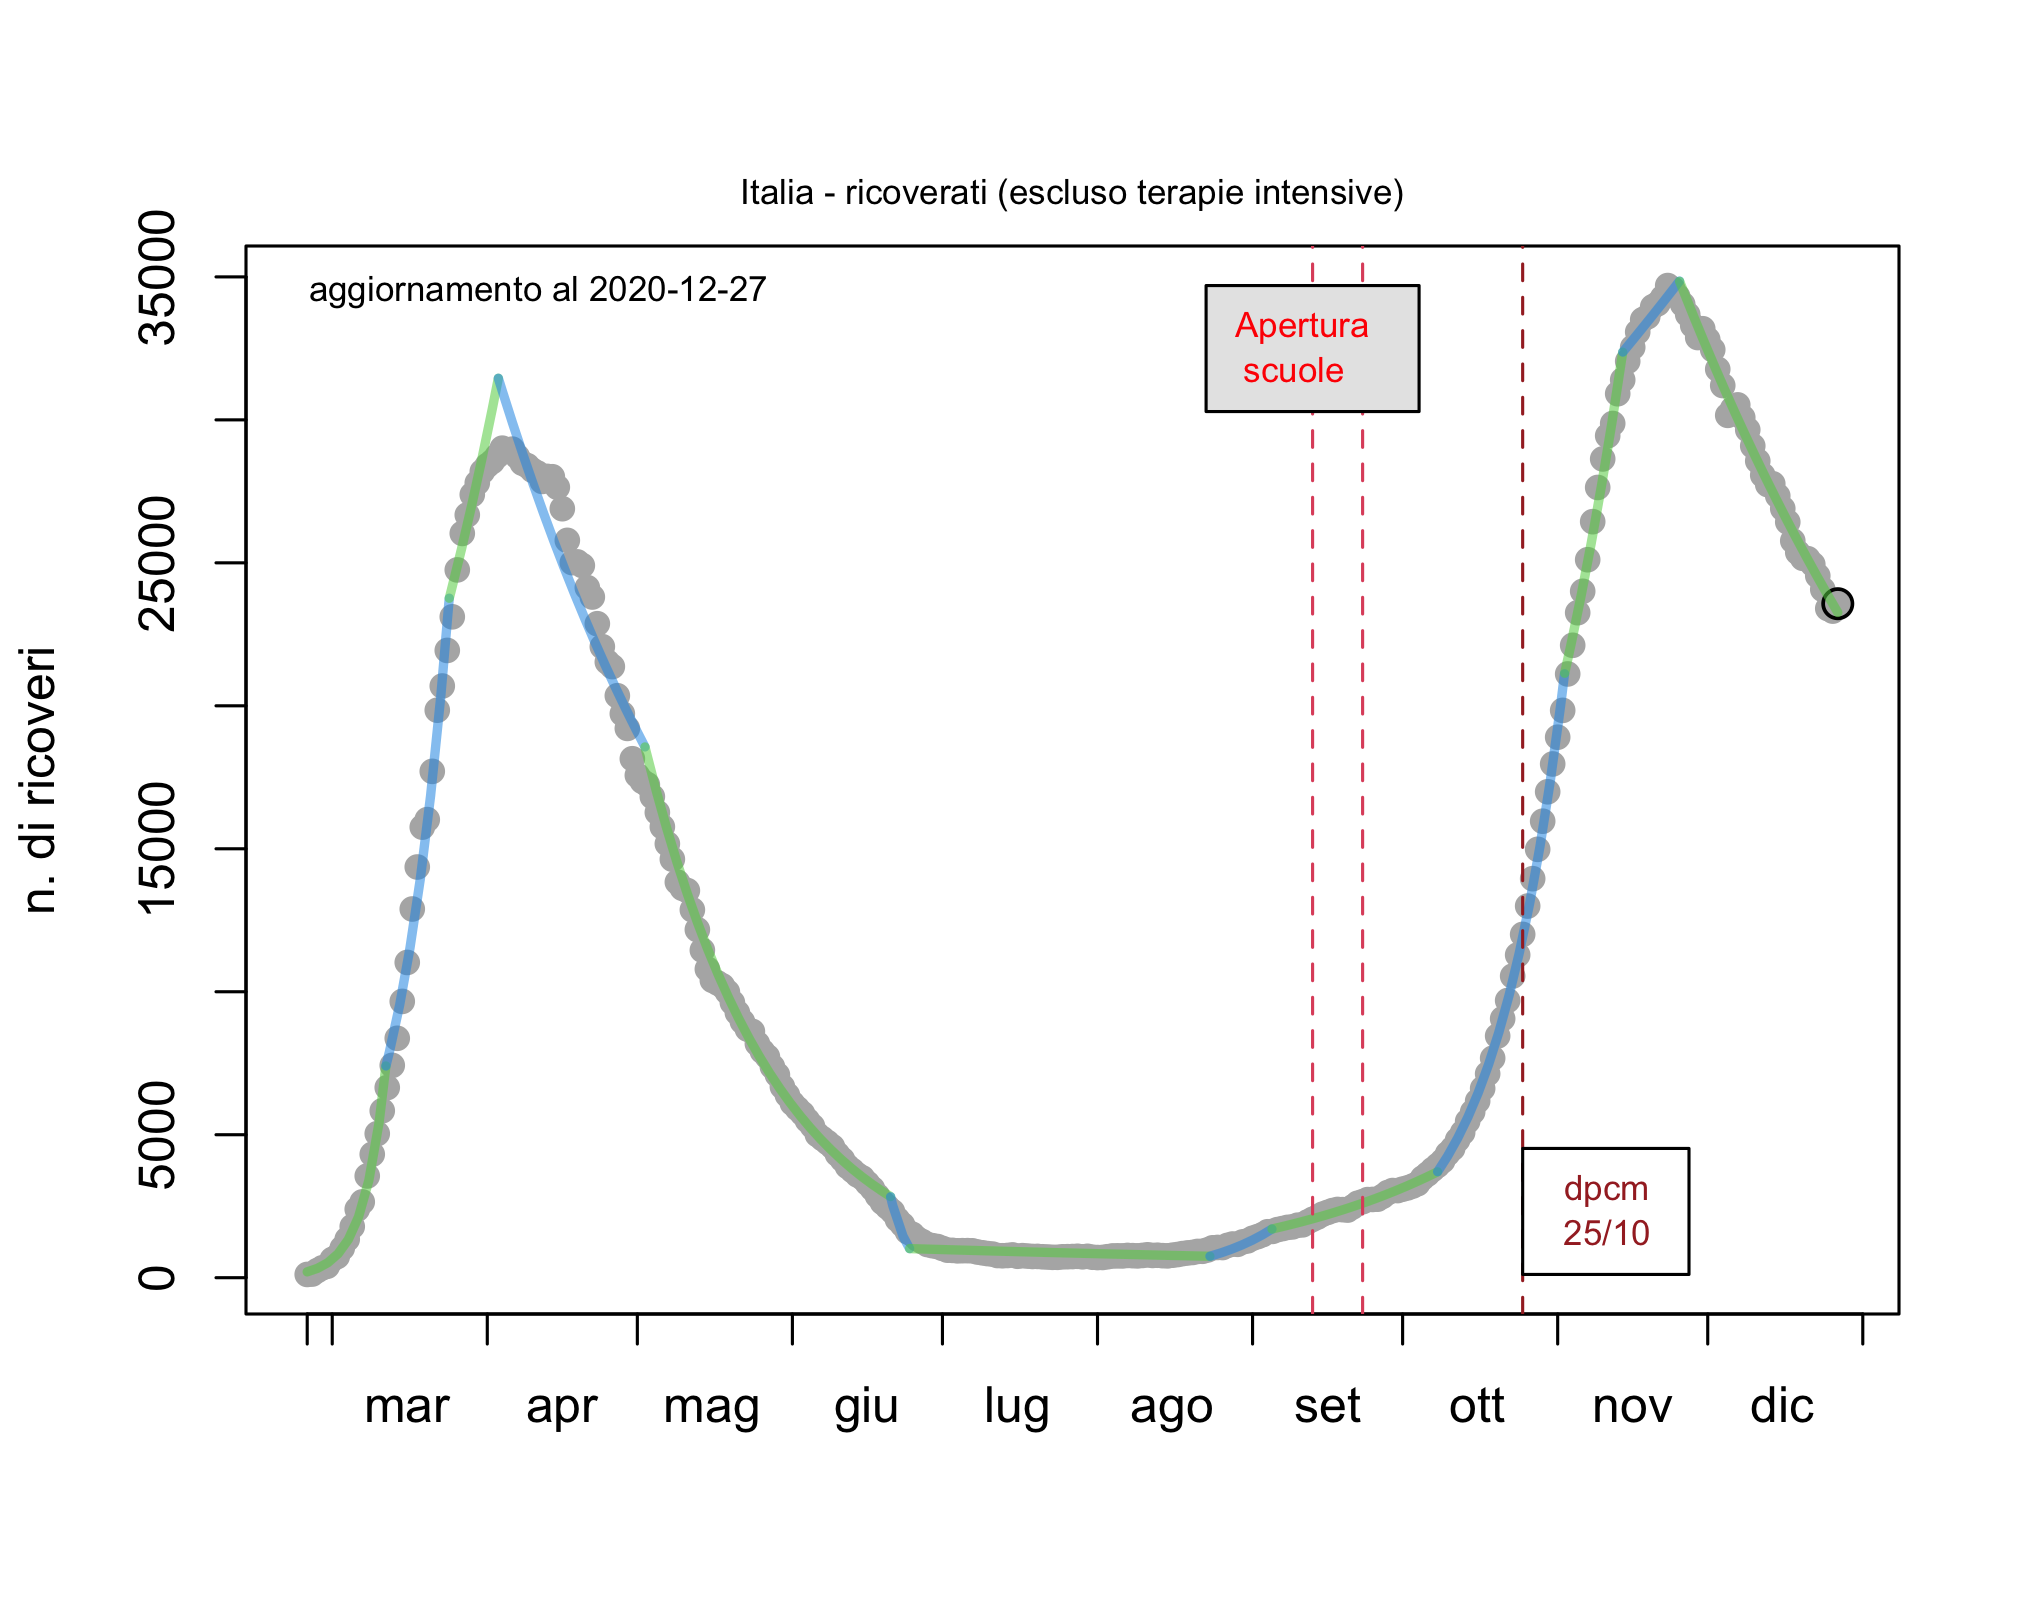 Italia - ricoverati (escluso terapie intensive)
aggiornamento al 2020-12-27
Apertura
scuole
dpcm
25/10
n. di ricoveri
35000
25000
15000
5000
0
mar apr mag giu lug ago set ott nov dic